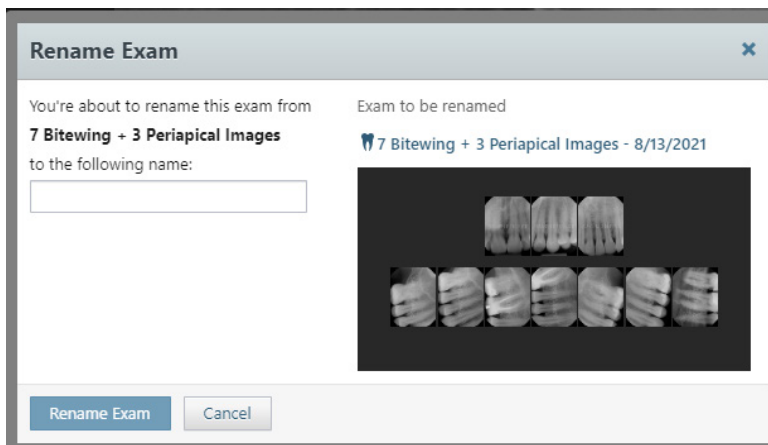 Rename Exam
You're about to rename this exam from
7 Bitewing + 3 Periapical Images
to the following name:
Exam to be renamed
7 Bitewing + 3 Periapical Images - 8/13/2021
Rename Exam
Cancel